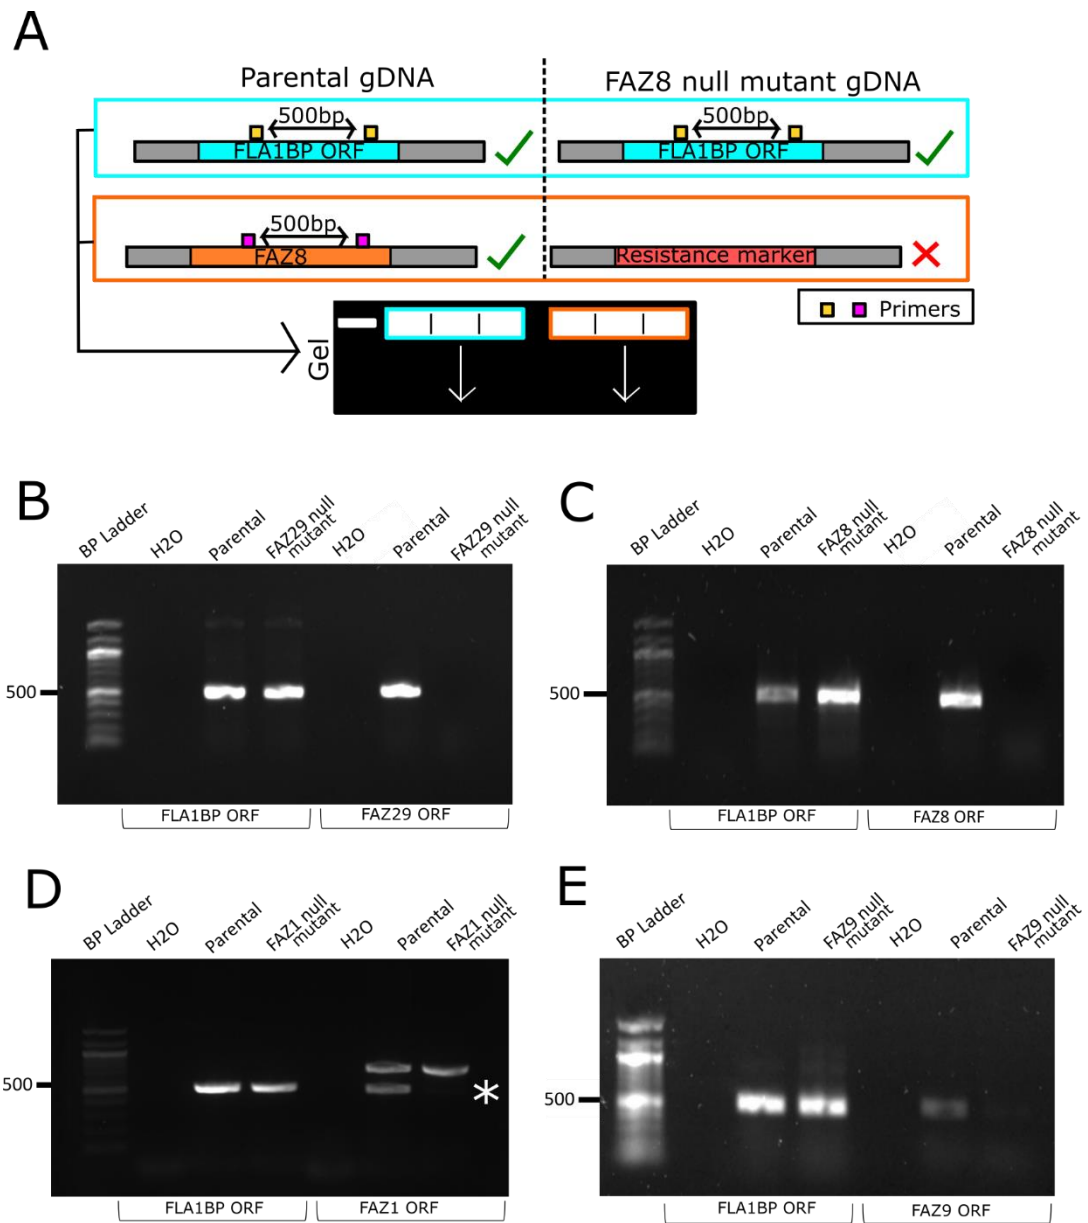 A
Parental gDNA
FAZ8 null mutant gDNA
500bp
500bp
FLA1BP ORF
FLA1BP ORF
500bp
FAZ8
Resistance marker
Primers
Gel
B
BP Ladder
H2O
Parental
FAZ29 null
mutant
H2O
Parental
FAZ29 null
mutant
500
FLA1BP ORF
FAZ29 ORF
C
BP Ladder
H2O
Parental
FAZ8 null
mutant
H2O
Parental
FAZ8 null
mutant
500
FLA1BP ORF
FAZ8 ORF
D
BP Ladder
H2O
Parental
FAZ1 null
mutant
H2O
Parental
FAZ1 null
mutant
500
*
FLA1BP ORF
FAZ1 ORF
E
BP Ladder
H2O
Parental
FAZ9 null
mutant
H2O
Parental
FAZ9 null
mutant
500
FLA1BP ORF
FAZ9 ORF